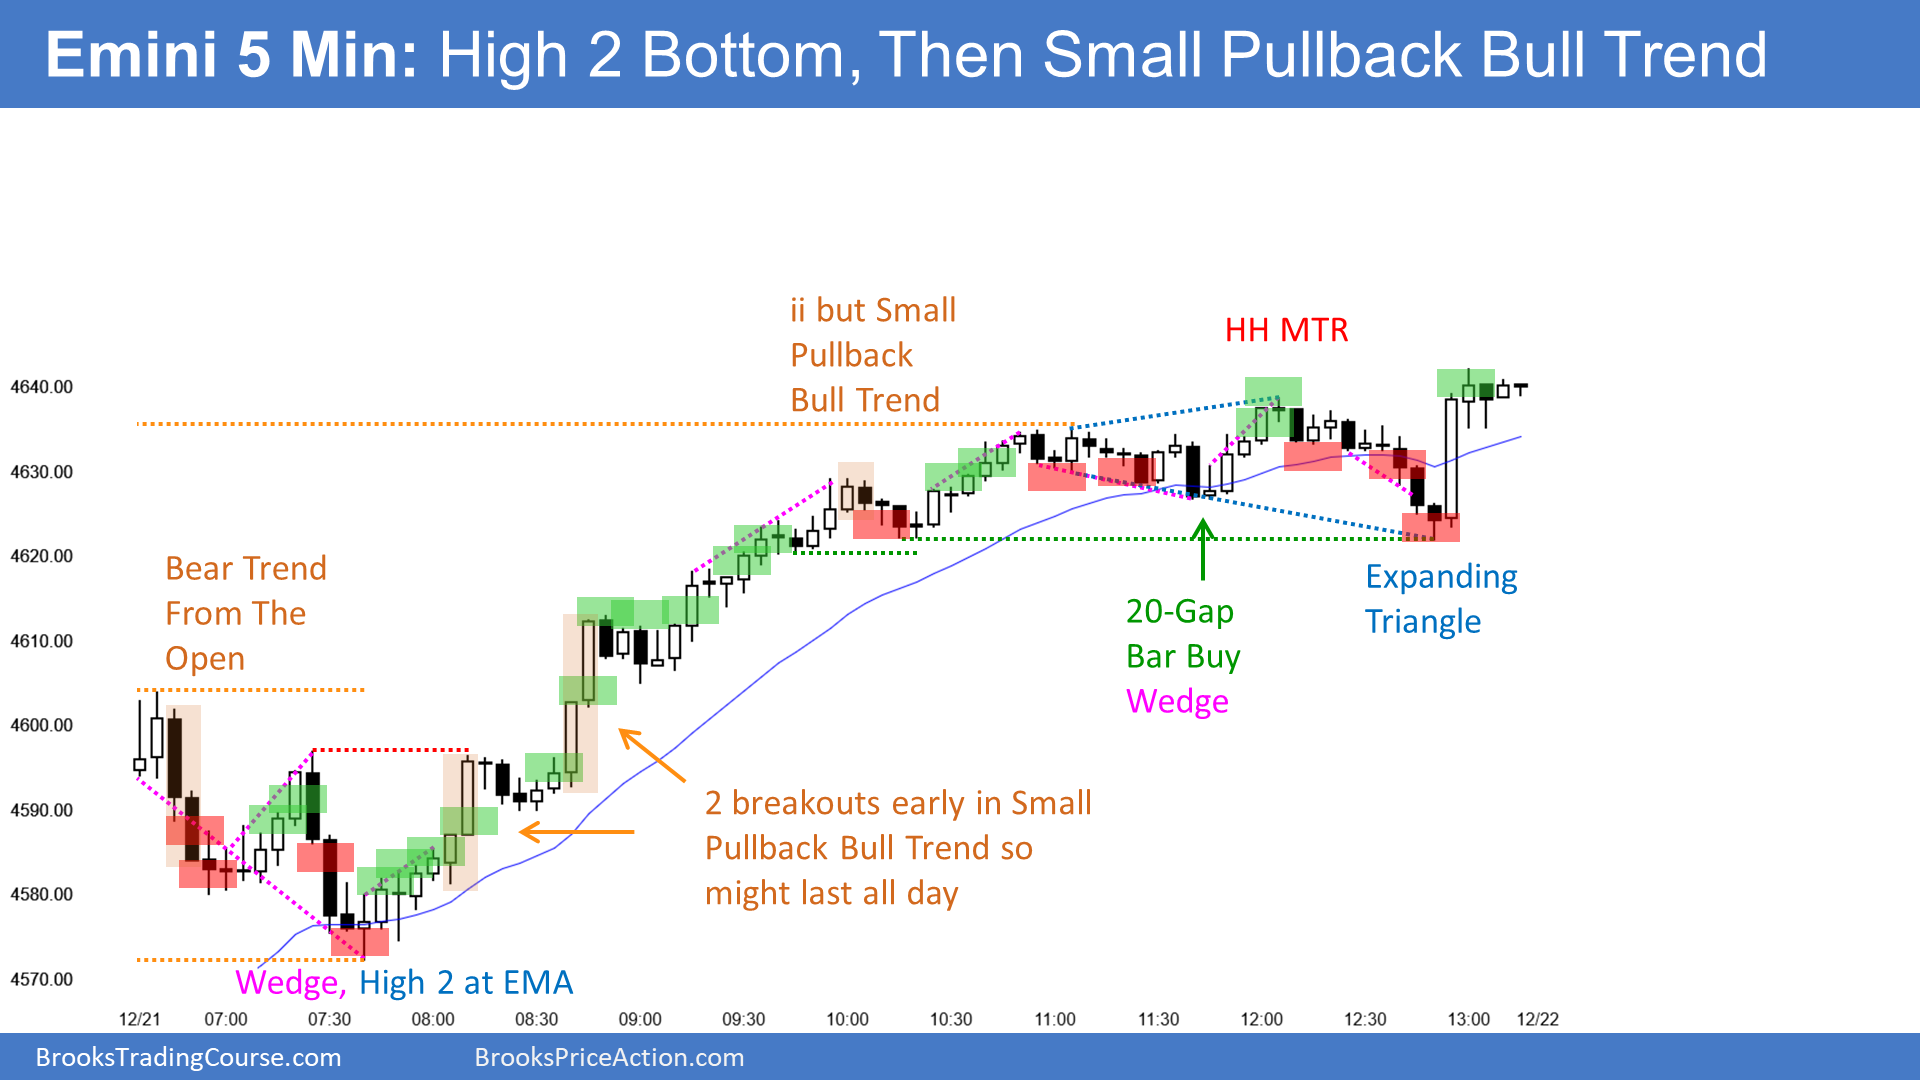 Emini 5 Min: High 2 Bottom, Then Small Pullback Bull Trend
ii but Small
Pullback
Bull Trend
HH MTR
4640.00
4630.00
4620.00
4610.00
4600.00
4590.00
4580.00
4570.00
Bear Trend
From The
Open
20-Gap
Bar Buy
Wedge
Expanding
Triangle
2 breakouts early in Small
Pullback Bull Trend so
might last all day
Wedge, High 2 at EMA
12/21 07:00 07:30 08:00 08:30 09:00 09:30 10:00 10:30 11:00 11:30 12:00 12:30 13:00 12/22
BrooksTradingCourse.com
BrooksPriceAction.com